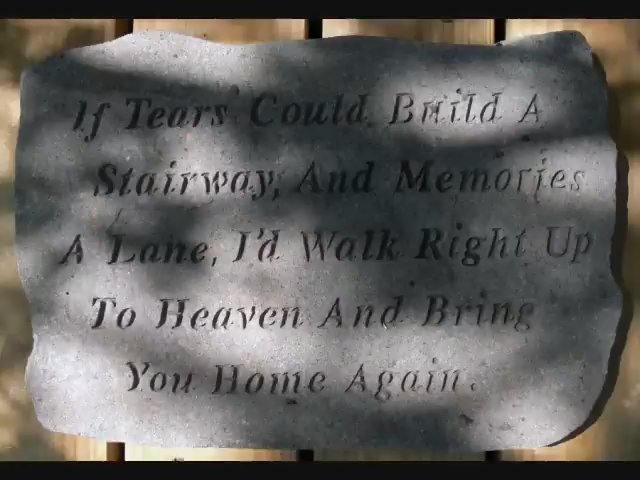 If Tears Could Build A
Stairway, And Memories
A Lane, I'd Walk Right Up
To Heaven And Bring
You Home Again.